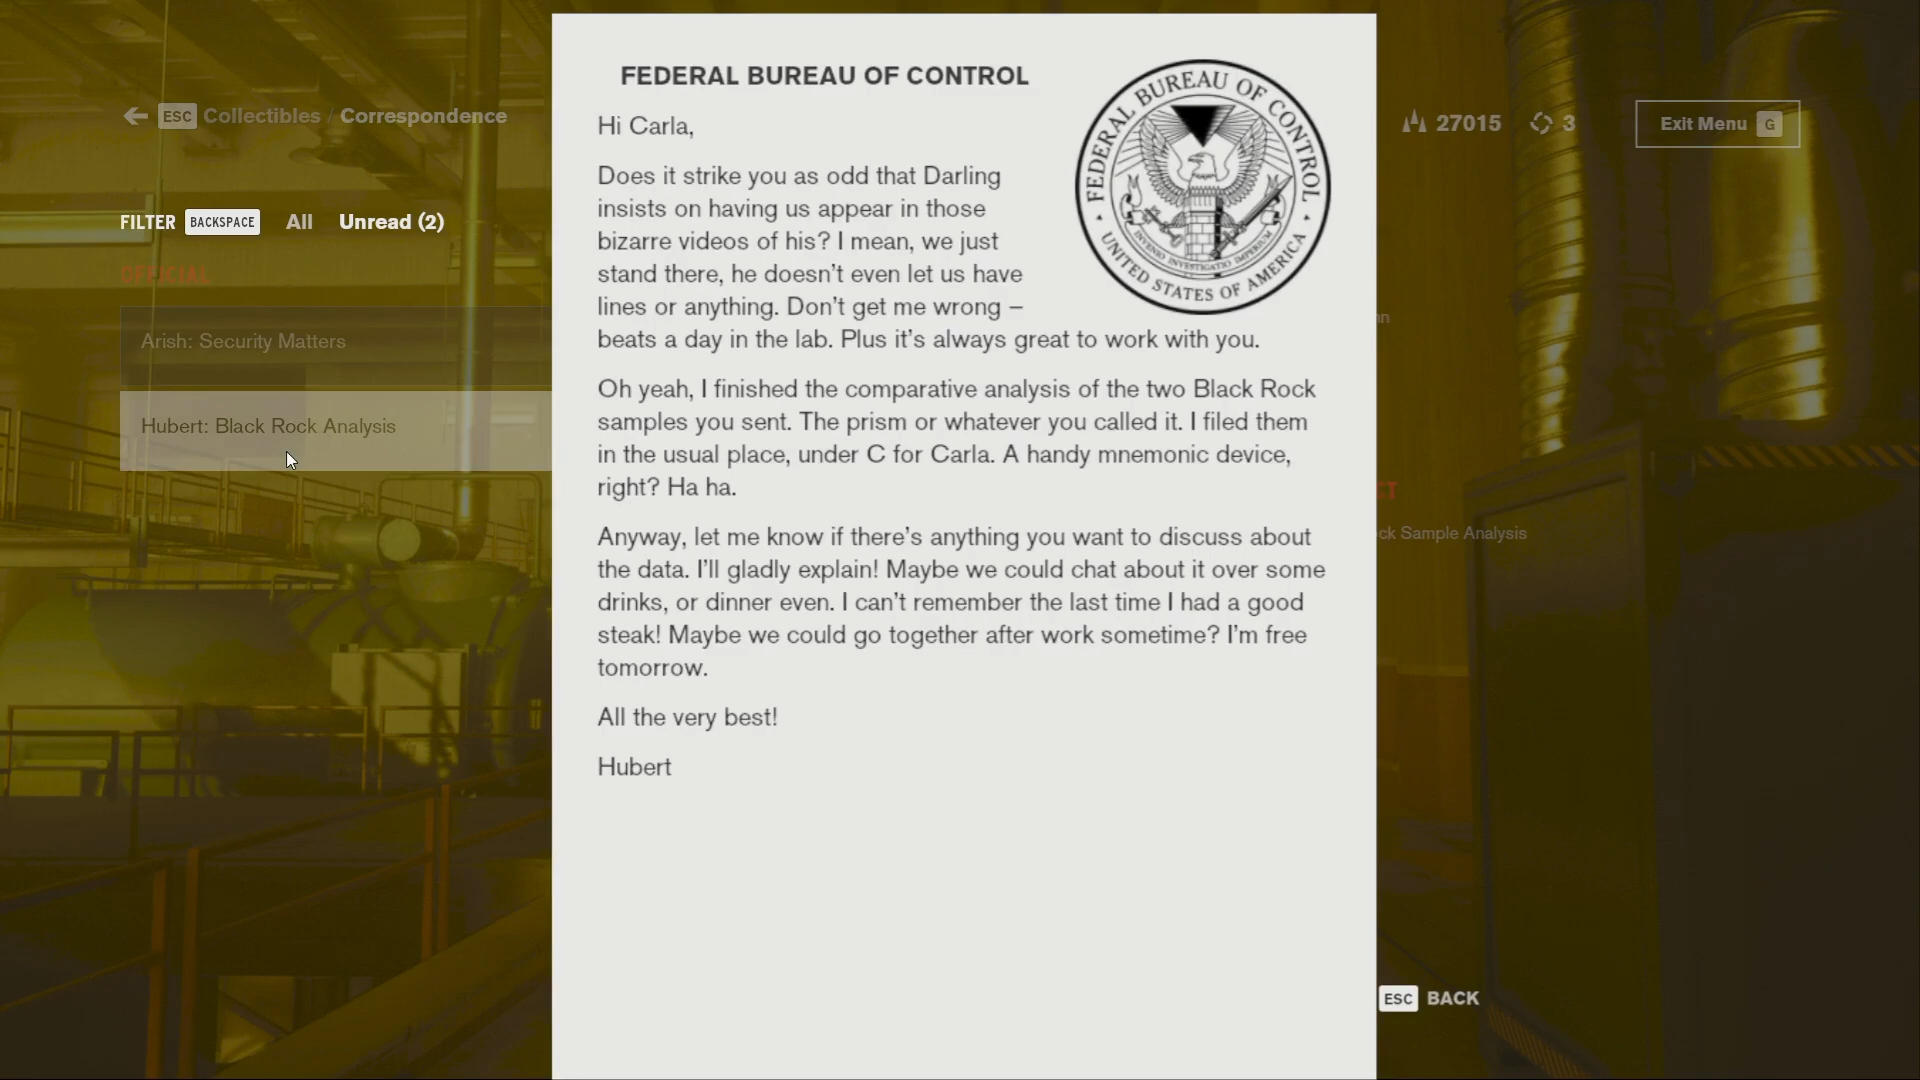 FEDERAL BUREAU OF CONTROL
FEDERAL BUREAU OF CONTROL
UNITED STATES OF AMERICA
INVENIO INVESTIGATIO IMPERIUM
ESC Collectibles / Correspondence
27015 3
Exit Menu G
FILTER BACKSPACE All Unread (2)
OFFICIAL
Arish: Security Matters
Hubert: Black Rock Analysis
Hi Carla,
Does it strike you as odd that Darling
insists on having us appear in those
bizarre videos of his? I mean, we just
stand there, he doesn’t even let us have
lines or anything. Don’t get me wrong –
beats a day in the lab. Plus it’s always great to work with you.
Oh yeah, I finished the comparative analysis of the two Black Rock
samples you sent. The prism or whatever you called it. I filed them
in the usual place, under C for Carla. A handy mnemonic device,
right? Ha ha.
Anyway, let me know if there’s anything you want to discuss about
the data. I’ll gladly explain! Maybe we could chat about it over some
drinks, or dinner even. I can’t remember the last time I had a good
steak! Maybe we could go together after work sometime? I’m free
tomorrow.
All the very best!
Hubert
Sample Analysis
ESC BACK